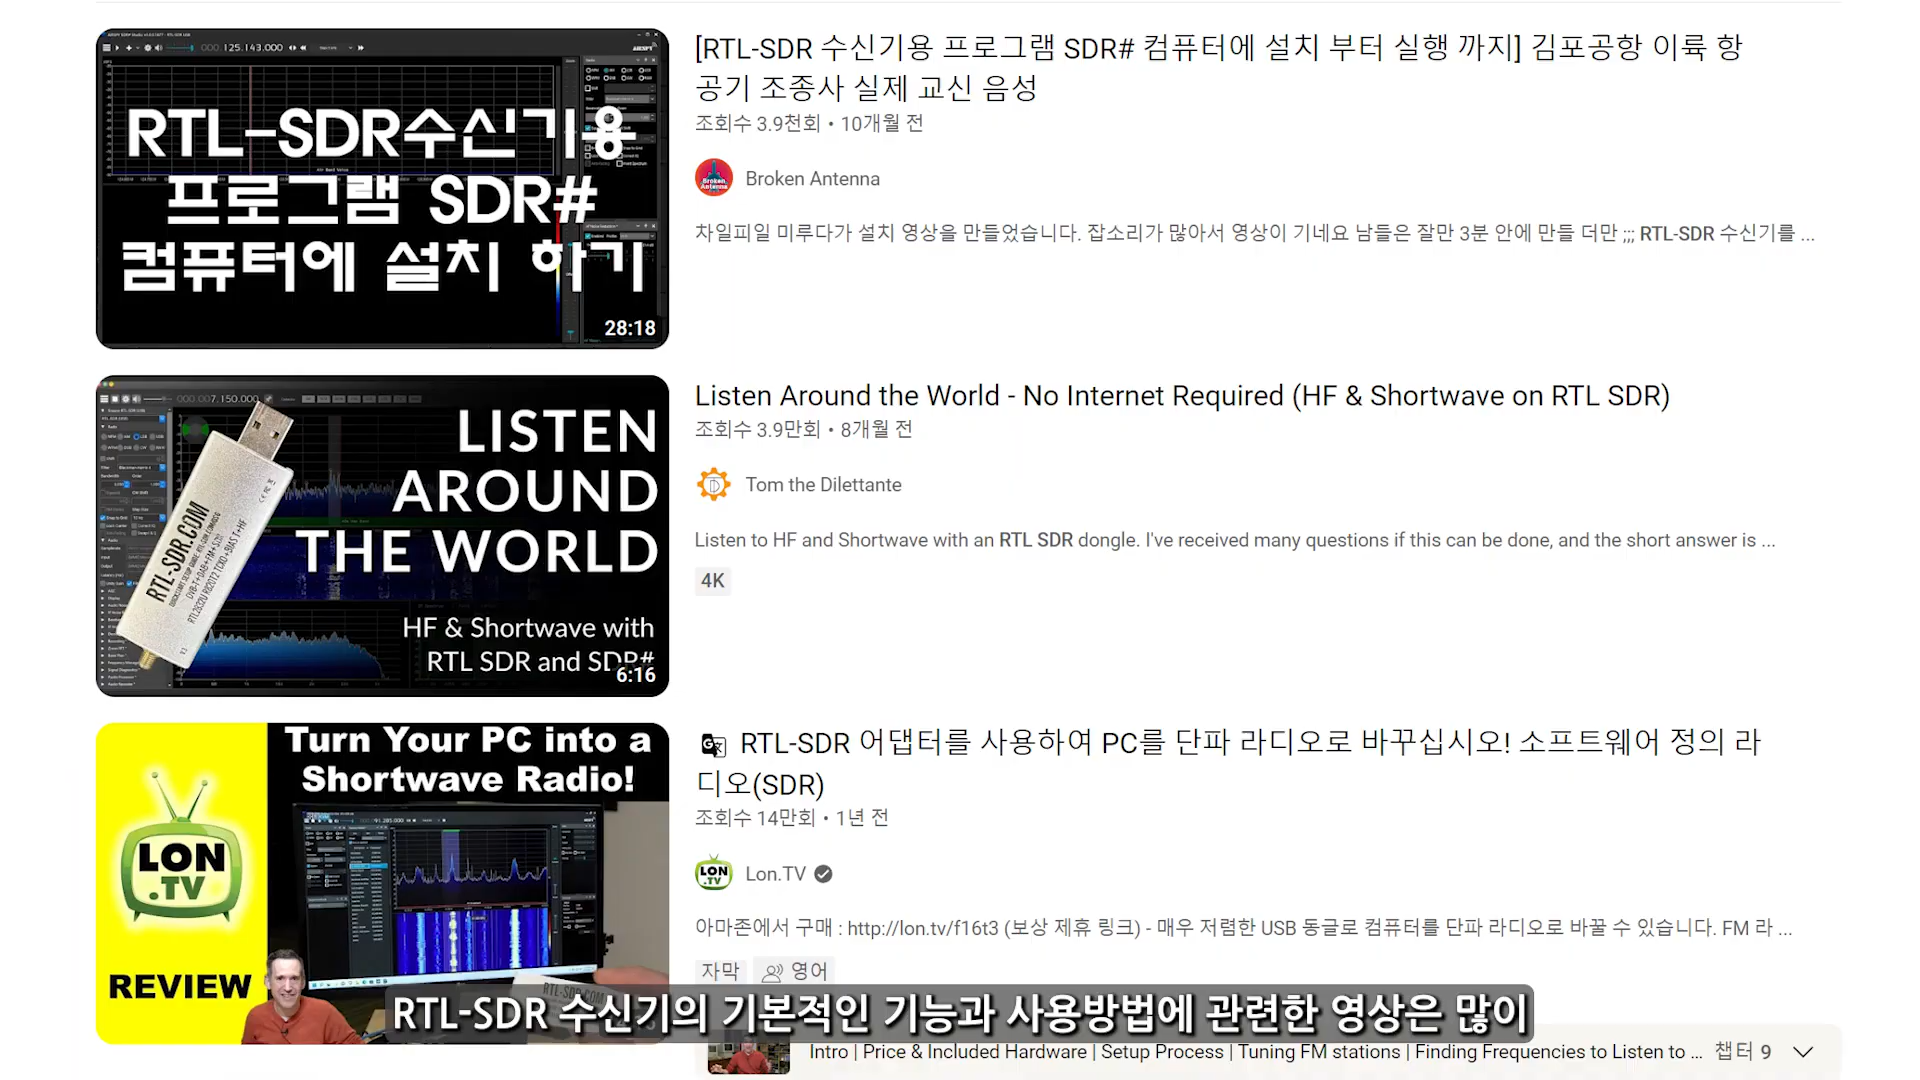 000.125.143.000
RTL-SDR수신기용
프로그램 SDR#
컴퓨터에 설치 하기
28:18
[RTL-SDR 수신기용 프로그램 SDR# 컴퓨터에 설치 부터 실행 까지] 김포공항 이륙 항
공기 조종사 실제 교신 음성
조회수 3.9천회 • 10개월 전
Broken Antenna
차일피일 미루다가 설치 영상을 만들었습니다. 잡소리가 많아서 영상이 기네요 남들은 잘만 3분 안에 만들 더만 ;;; RTL-SDR 수신기를 ...
000.007.150.000
LISTEN
AROUND
THE WORLD
RTL-SDR.COM
HF & Shortwave with
RTL SDR and SDR#
6:16
Listen Around the World - No Internet Required (HF & Shortwave on RTL SDR)
조회수 3.9만회 • 8개월 전
Tom the Dilettante
Listen to HF and Shortwave with an RTL SDR dongle. I've received many questions if this can be done, and the short answer is ...
4K
Turn Your PC into a
Shortwave Radio!
LON
.TV
REVIEW
RTL-SDR 어댑터를 사용하여 PC를 단파 라디오로 바꾸십시오! 소프트웨어 정의 라
디오(SDR)
조회수 14만회 • 1년 전
LON
.TV
Lon.TV
아마존에서 구매 : http://lon.tv/f16t3 (보상 제휴 링크) - 매우 저렴한 USB 동글로 컴퓨터를 단파 라디오로 바꿀 수 있습니다. FM 라 ...
자막
영어
RTL-SDR 수신기의 기본적인 기능과 사용방법에 관련한 영상은 많이
Intro | Price & Included Hardware | Setup Process | Tuning FM stations | Finding Frequencies to Listen to ...
챕터 9